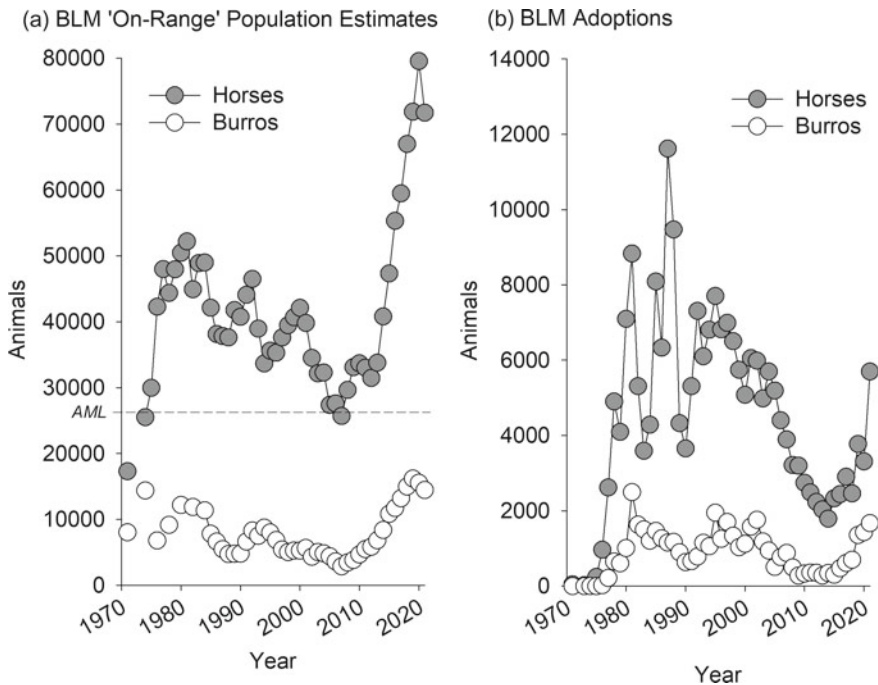 (a) BLM 'On-Range' Population Estimates
80000
70000
60000
50000
40000
30000
20000
10000
0
AML
Animals
Horses
Burros
1970
1980
1990
2000
2010
2020
Year
(b) BLM Adoptions
14000
12000
10000
8000
6000
4000
2000
0
Animals
Horses
Burros
1970
1980
1990
2000
2010
2020
Year